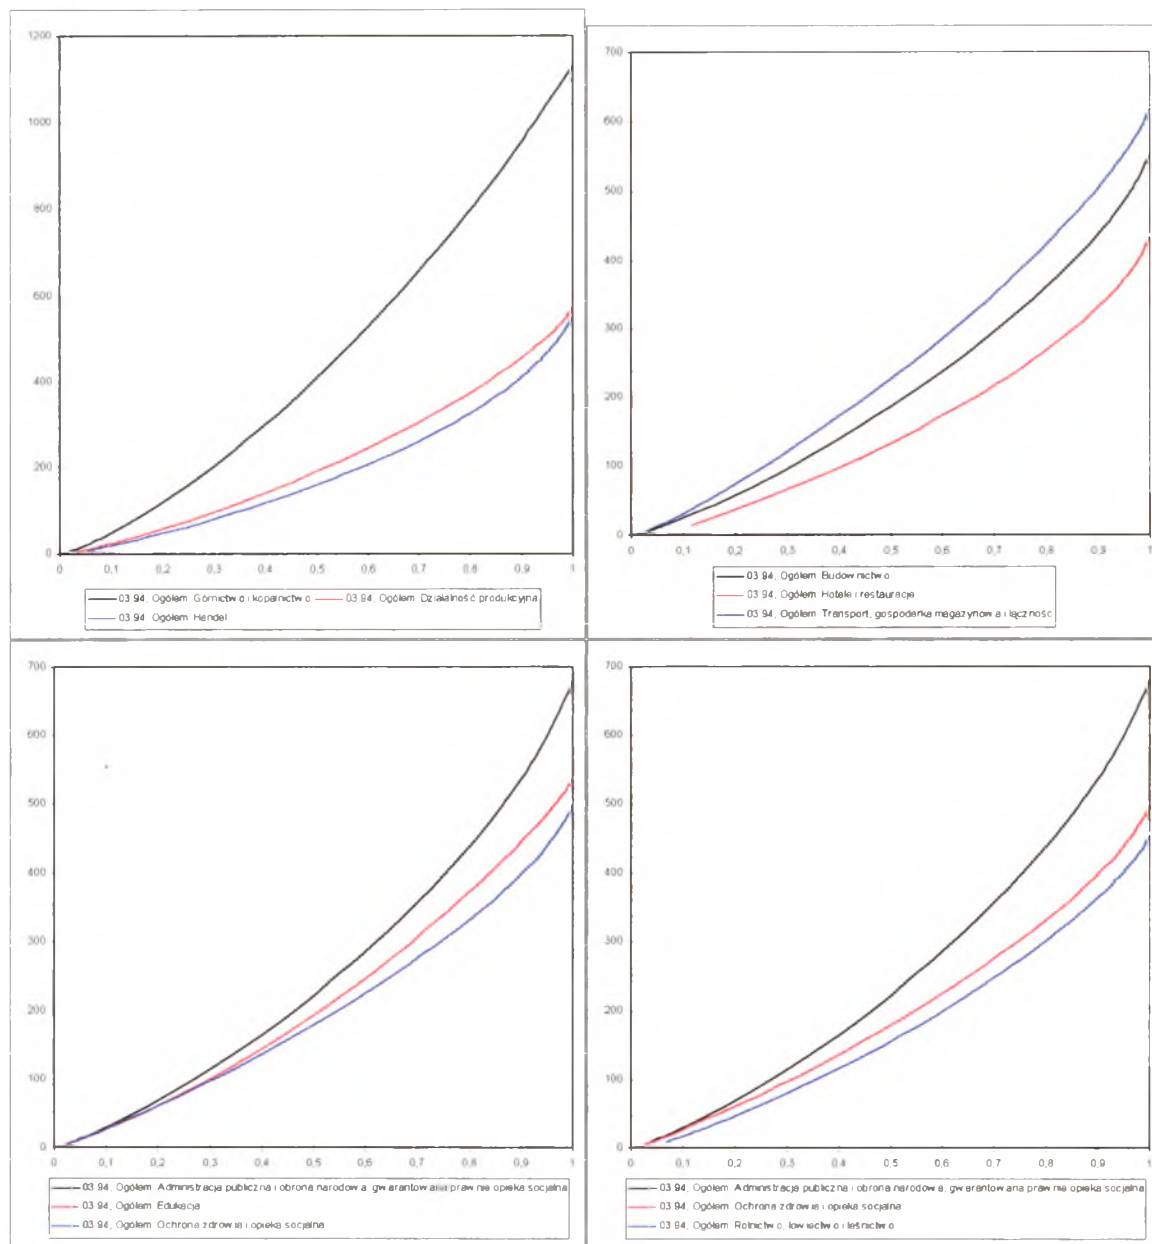 1200
1000
800
600
400
200
0
0 0,1 0,2 0,3 0,4 0,5 0,6 0,7 0,8 0,9 1
03 94, Ogółem Górnictwo i kopalnictwo 03 94, Ogółem Działalność produkcyjna
03 94, Ogółem Handel
700
600
500
400
300
200
100
0
0 0,1 0,2 0,3 0,4 0,5 0,6 0,7 0,8 0,9 1
03 94, Ogółem Budownictwo
03 94, Ogółem Hotele i restauracje
03 94, Ogółem Transport, gospodarka magazynowa i łączność
700
600
500
400
300
200
100
0
0 0,1 0,2 0,3 0,4 0,5 0,6 0,7 0,8 0,9 1
03 94, Ogółem Administracja publiczna i obrona narodowa, gwarantowana prawnie opieka socjalna
03 94, Ogółem Edukacja
03 94, Ogółem Ochrona zdrowia i opieka socjalna
700
600
500
400
300
200
100
0
0 0,1 0,2 0,3 0,4 0,5 0,6 0,7 0,8 0,9 1
03 94, Ogółem Administracja publiczna i obrona narodowa, gwarantowana prawnie opieka socjalna
03 94, Ogółem Ochrona zdrowia i opieka socjalna
03 94, Ogółem Rolnictwo, łowiectwo i leśnictwo